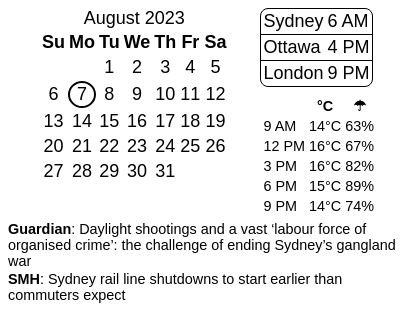 August 2023
Su Mo Tu We Th Fr Sa
1 2 3 4 5
6 7 8 9 10 11 12
13 14 15 16 17 18 19
20 21 22 23 24 25 26
27 28 29 30 31
Sydney 6 AM
Ottawa 4 PM
London 9 PM
°C ☂
9 AM 14°C 63%
12 PM 16°C 67%
3 PM 16°C 82%
6 PM 15°C 89%
9 PM 14°C 74%
Guardian: Daylight shootings and a vast ‘labour force of
organised crime’: the challenge of ending Sydney’s gangland
war
SMH: Sydney rail line shutdowns to start earlier than
commuters expect